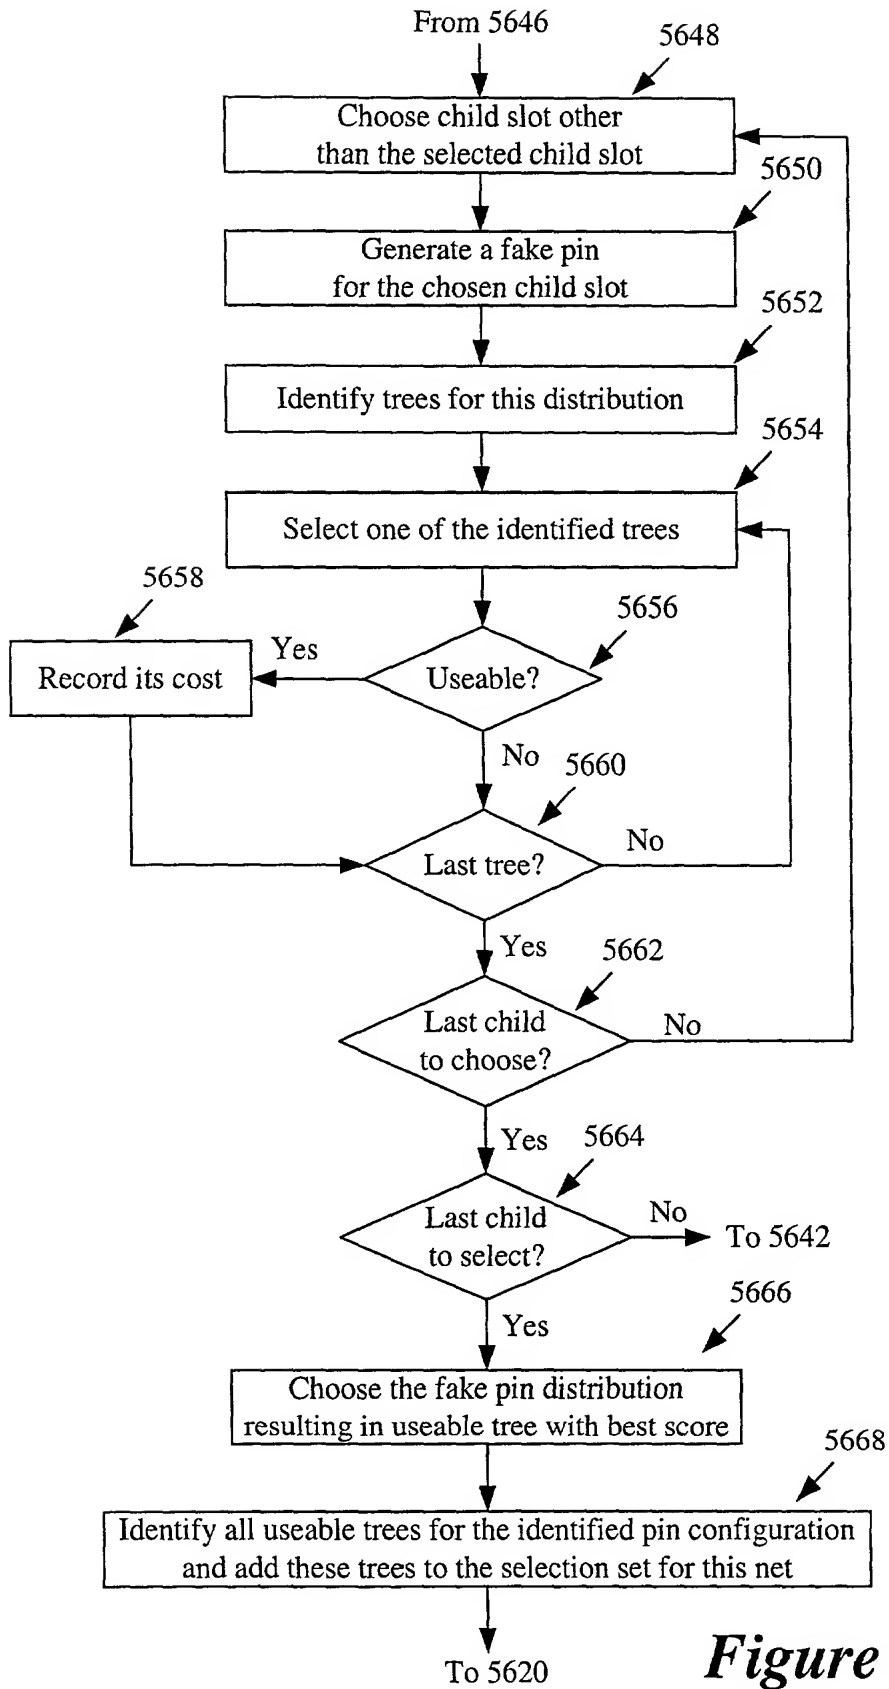 From 5646
5648
Choose child slot other
than the selected child slot
5650
Generate a fake pin
for the chosen child slot
5652
Identify trees for this distribution
5654
Select one of the identified trees
5658
5656
Record its cost
Yes
Useable?
No
5660
Last tree?
No
Yes
5662
Last child
to choose?
No
Yes
5664
Last child
to select?
No
To 5642
5666
Yes
Choose the fake pin distribution
resulting in useable tree with best score
5668
Identify all useable trees for the identified pin configuration
and add these trees to the selection set for this net
To 5620
Figure